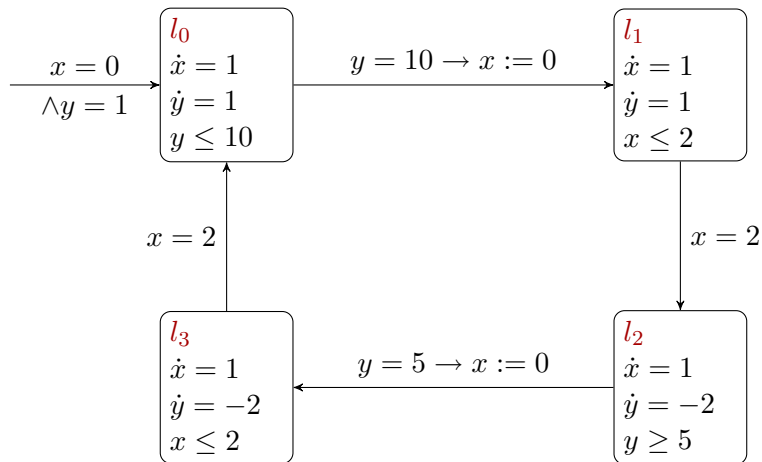 l₀
ẋ = 1
ẏ = 1
y ≤ 10
x = 0
∧y = 1
y = 10 → x := 0
l₁
ẋ = 1
ẏ = 1
x ≤ 2
x = 2
x = 2
l₃
ẋ = 1
ẏ = −2
x ≤ 2
y = 5 → x := 0
l₂
ẋ = 1
ẏ = −2
y ≥ 5